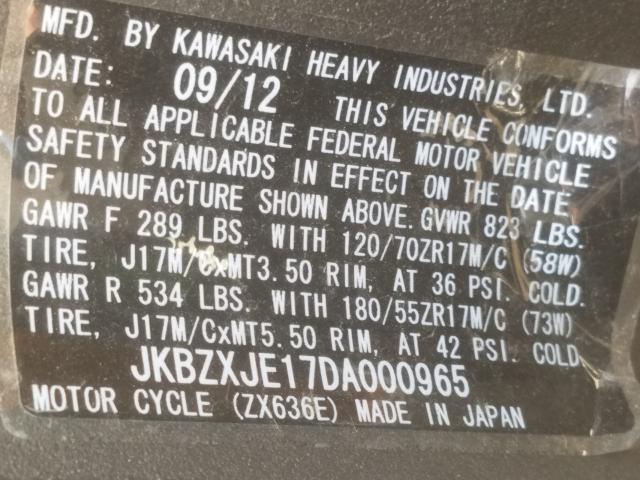 MFD. BY KAWASAKI HEAVY INDUSTRIES, LTD.
DATE: 09/12 THIS VEHICLE CONFORMS
TO ALL APPLICABLE FEDERAL MOTOR VEHICLE
SAFETY STANDARDS IN EFFECT ON THE DATE
OF MANUFACTURE SHOWN ABOVE. GVWR 823 LBS.
GAWR F 289 LBS. WITH 120/70ZR17M/C (58W)
TIRE, J17M/CxMT3.50 RIM, AT 36 PSI. COLD.
GAWR R 534 LBS. WITH 180/55ZR17M/C (73W)
TIRE, J17M/CxMT5.50 RIM, AT 42 PSI. COLD
JKBZXJE17DA000965
MOTOR CYCLE (ZX636E) MADE IN JAPAN